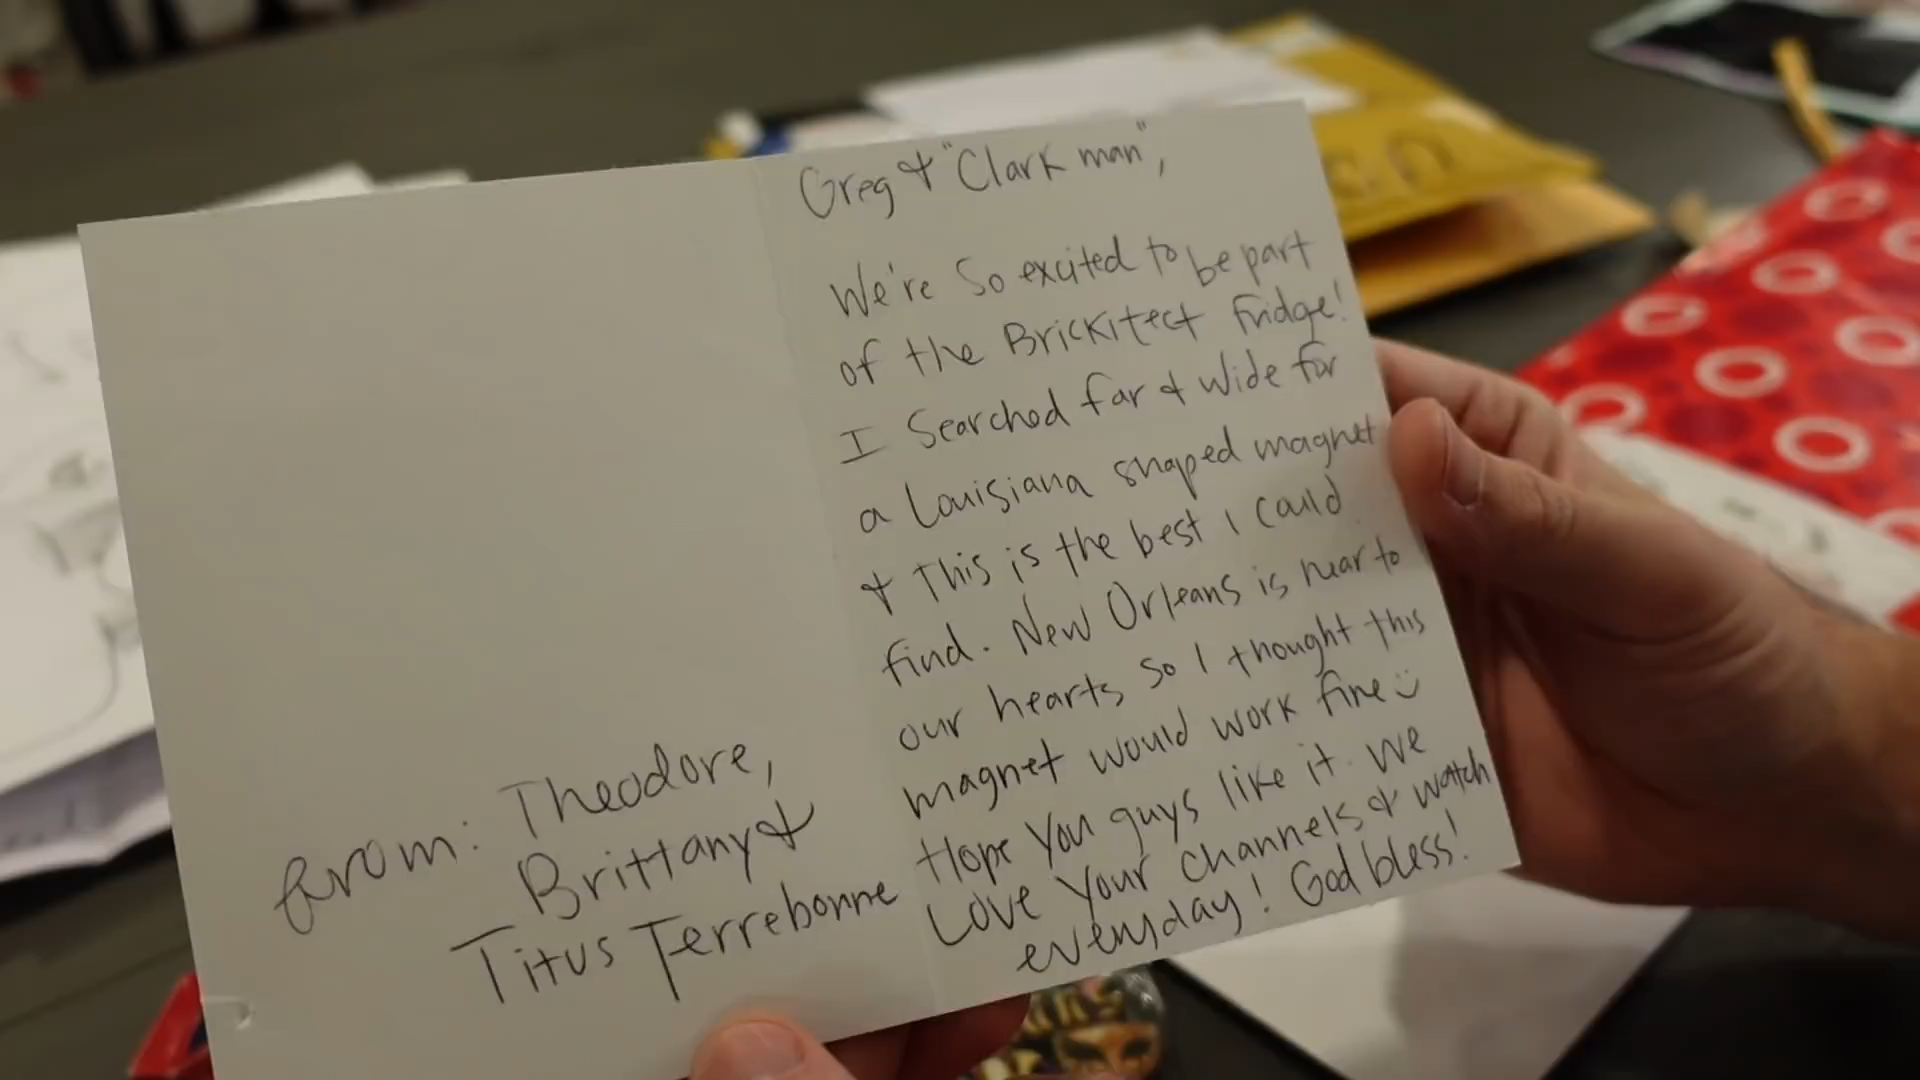 Greg & "Clark man",
We're so excited to be part
of the Brickitect fridge!
I searched far & wide for
a Louisiana shaped magnet
& this is the best I could
find. New Orleans is near to
our hearts so I thought this
magnet would work fine
Hope you guys like it. We
Love your channels & watch
everyday! God bless!
from: Theodore,
Brittany &
Titus Terrebonne